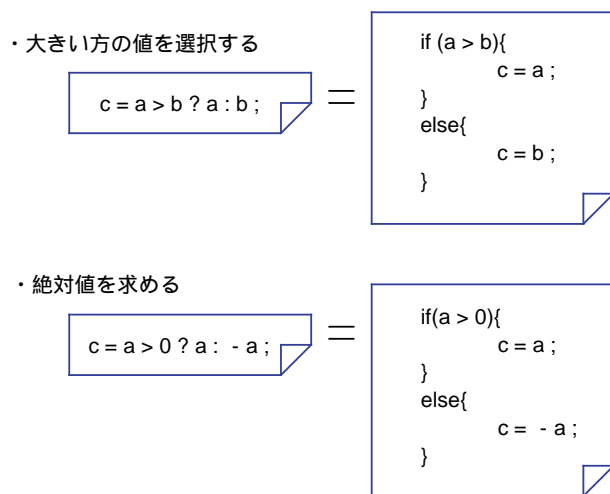 ・大きい方の値を選択する
c = a > b ? a : b ;
=
if (a > b){
c = a ;
}
else{
c = b ;
}
・絶対値を求める
c = a > 0 ? a : - a ;
=
if(a > 0){
c = a ;
}
else{
c = - a ;
}